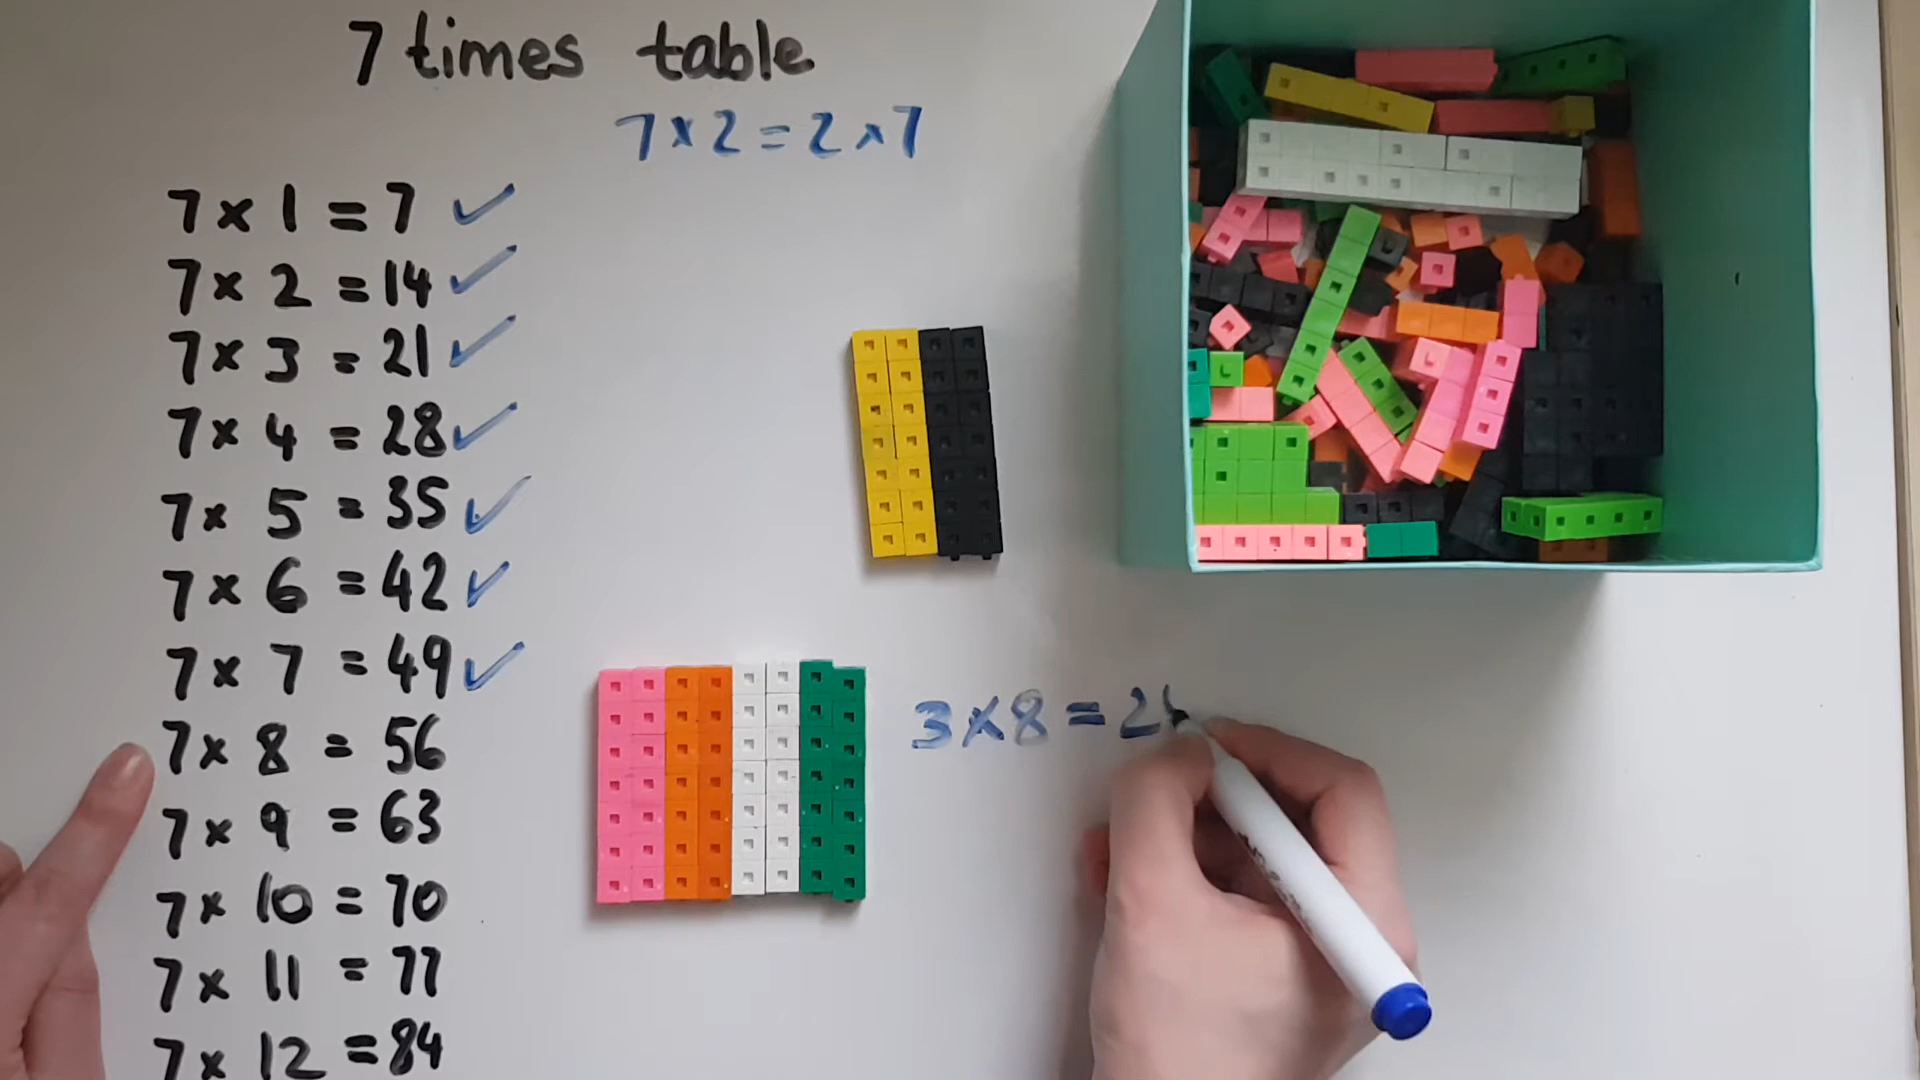 7 times table
7 × 2 = 2 × 7
7 × 1 = 7 ✓
7 × 2 = 14 ✓
7 × 3 = 21 ✓
7 × 4 = 28 ✓
7 × 5 = 35 ✓
7 × 6 = 42 ✓
7 × 7 = 49 ✓
7 × 8 = 56
3 × 8 = 2
7 × 9 = 63
7 × 10 = 70
7 × 11 = 77
7 × 12 = 84